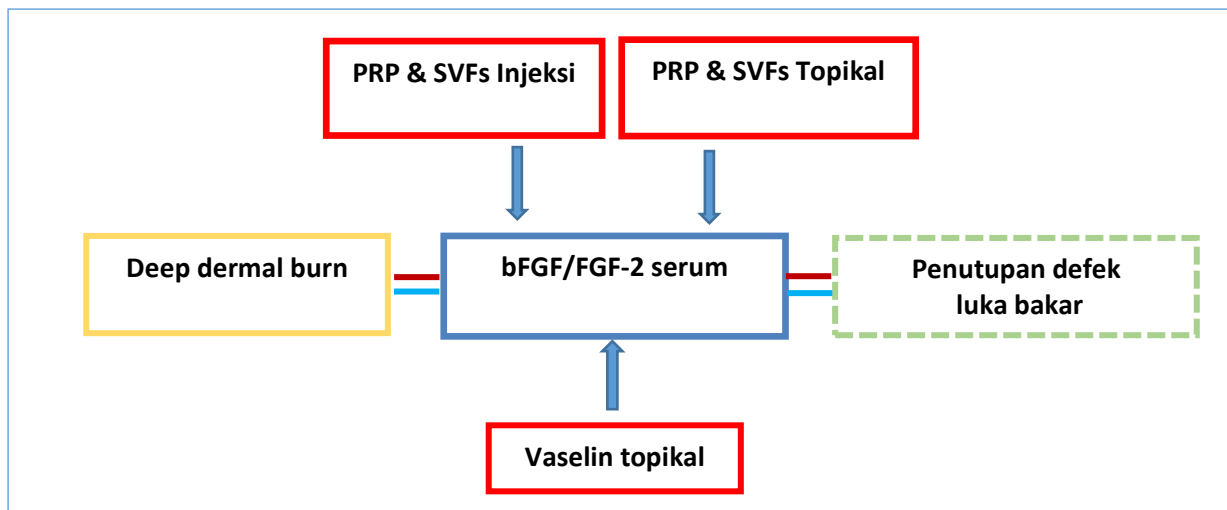 PRP & SVFs Injeksi
PRP & SVFs Topikal
Deep dermal burn
bFGF/FGF-2 serum
Penutupan defek
luka bakar
Vaselin topikal